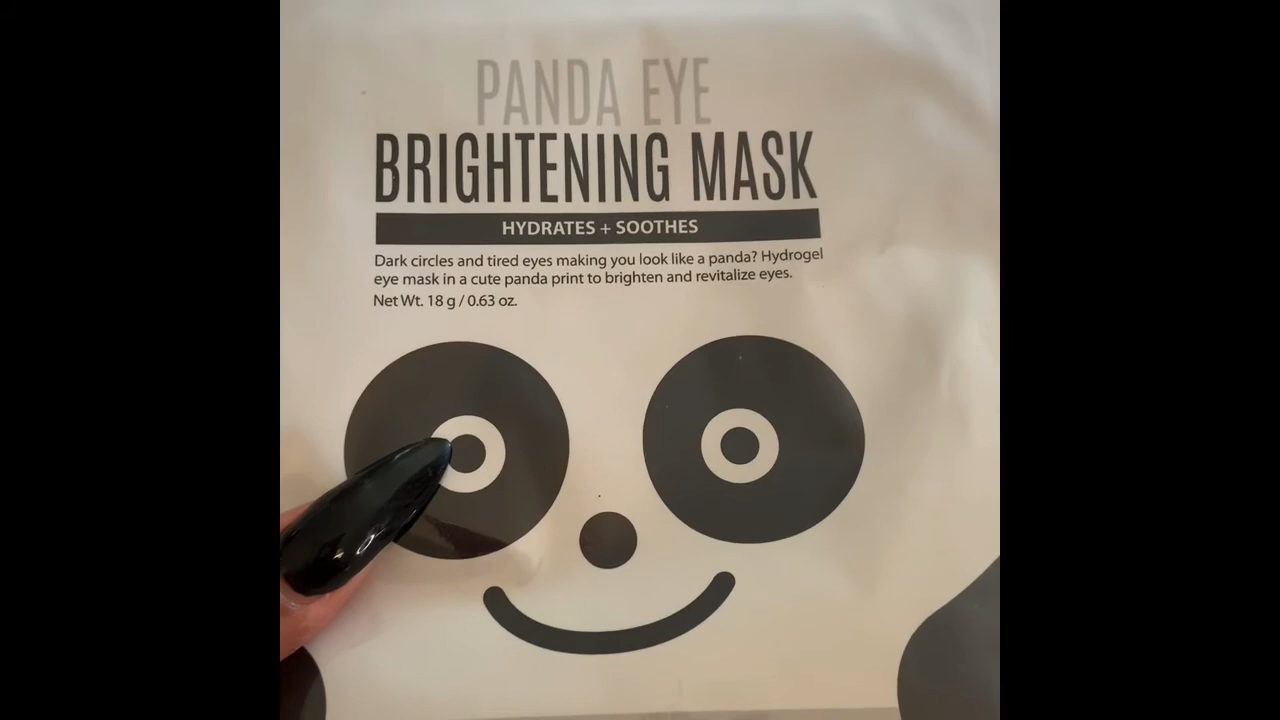 PANDA EYE
BRIGHTENING MASK
HYDRATES + SOOTHES
Dark circles and tired eyes making you look like a panda? Hydrogel
eye mask in a cute panda print to brighten and revitalize eyes.
Net Wt. 18 g / 0.63 oz.